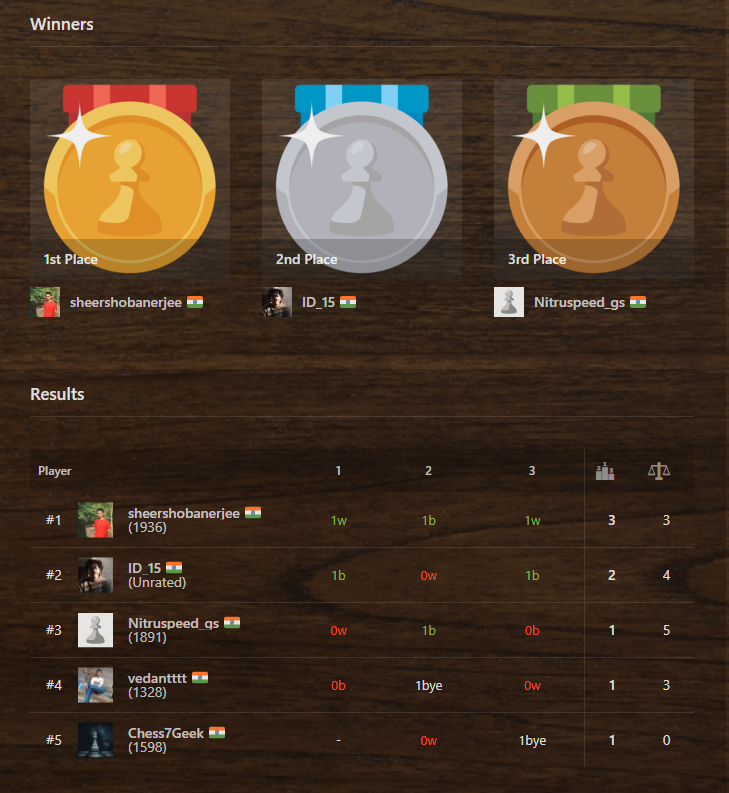 Winners
1st Place
2nd Place
3rd Place
sheershobanerjee
ID_15
Nitruspeed_gs
Results
Player 1 2 3
#1 sheershobanerjee (1936) 1w 1b 1w 3 3
#2 ID_15 (Unrated) 1b 0w 1b 2 4
#3 Nitruspeed_gs (1891) 0w 1b 0b 1 5
#4 vedantttt (1328) 0b 1bye 0w 1 3
#5 Chess7Geek (1598) - 0w 1bye 1 0